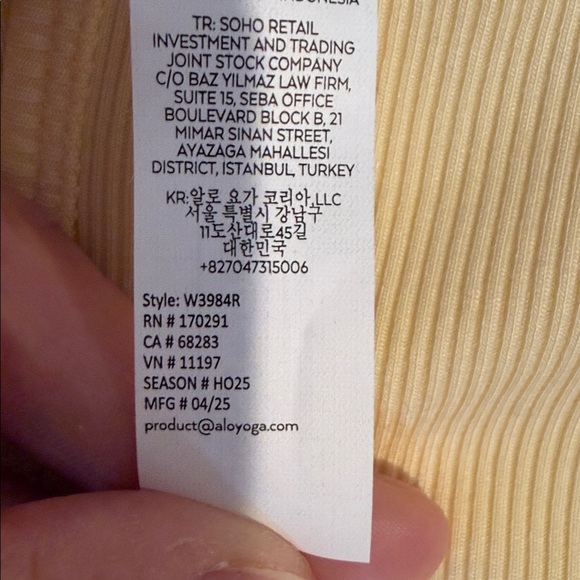 INDONESIA
TR: SOHO RETAIL
INVESTMENT AND TRADING
JOINT STOCK COMPANY
C/O BAZ YILMAZ LAW FIRM,
SUITE 15, SEBA OFFICE
BOULEVARD BLOCK B, 21
MIMAR SINAN STREET,
AYAZAGA MAHALLESI
DISTRICT, ISTANBUL, TURKEY
KR:알로 요가 코리아,LLC
서울 특별시 강남구
11도산대로45길
대한민국
+827047315006
Style: W3984R
RN # 170291
CA # 68283
VN # 11197
SEASON # HO25
MFG # 04/25
product@aloyoga.com